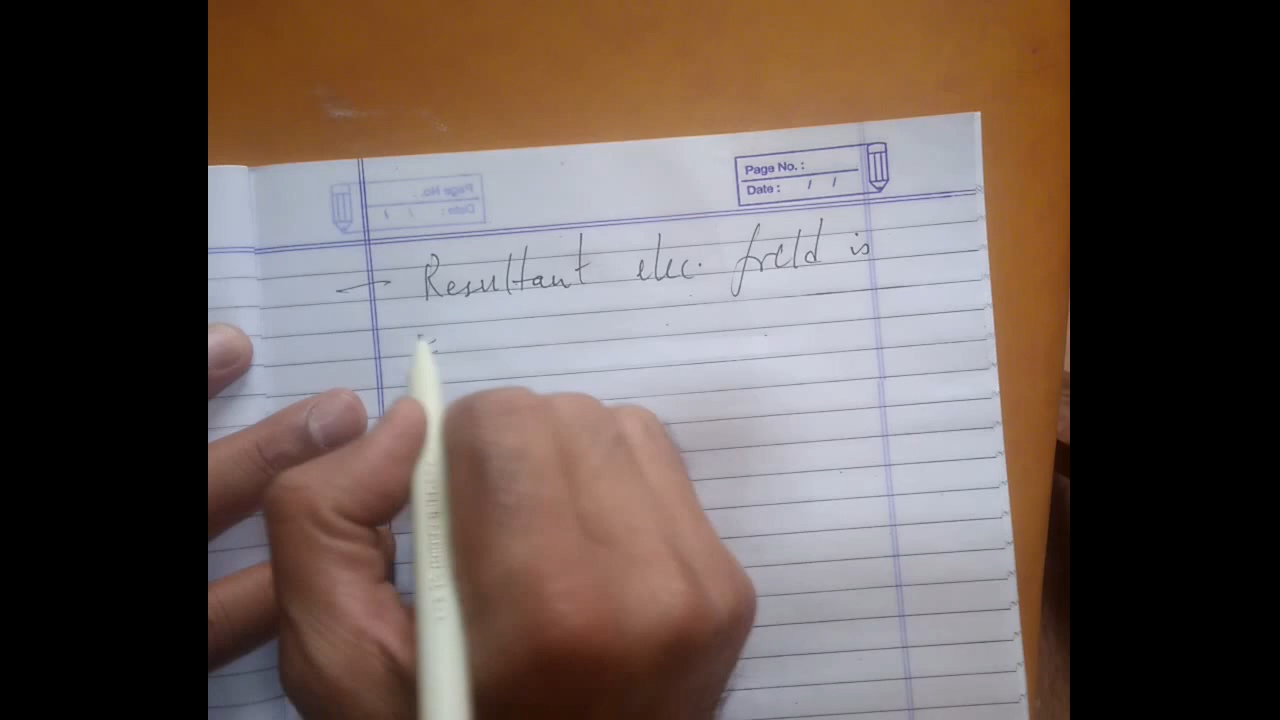 Page No. :
Date : / /
→ Resultant elec. field is